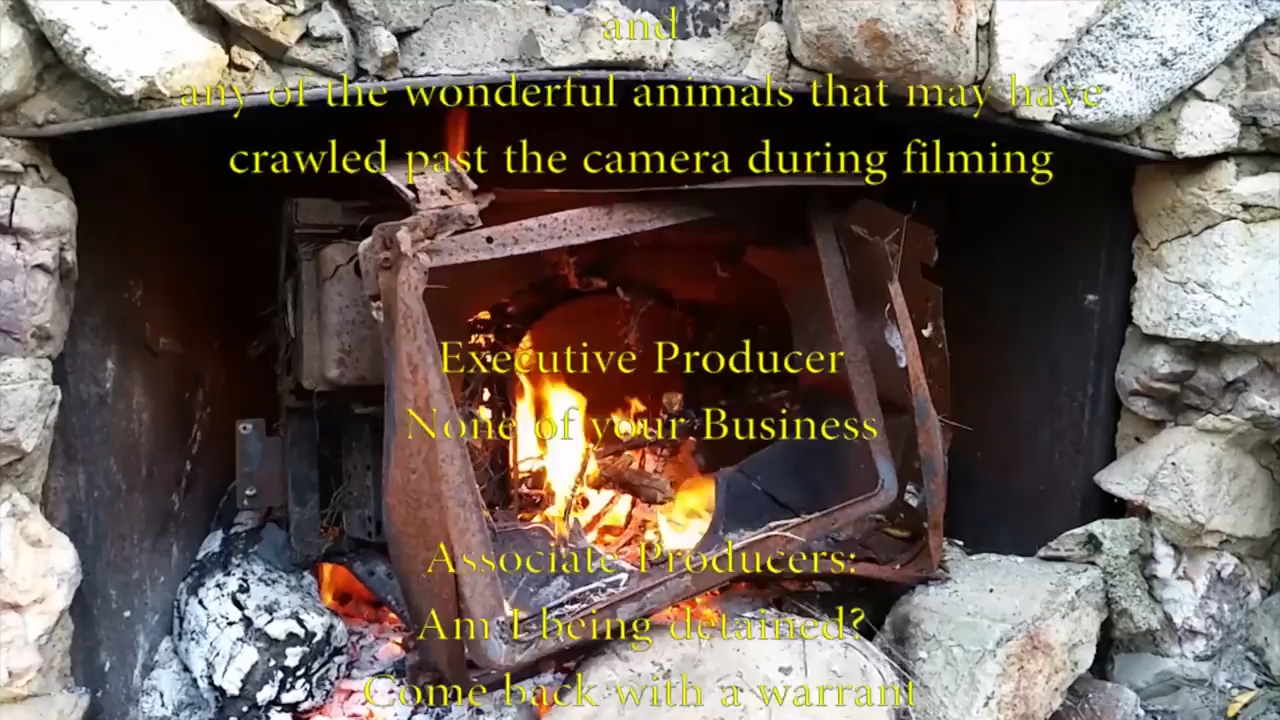 and
any of the wonderful animals that may have
crawled past the camera during filming
Executive Producer
None of your Business
Associate Producers:
Am I being detained?
Come back with a warrant